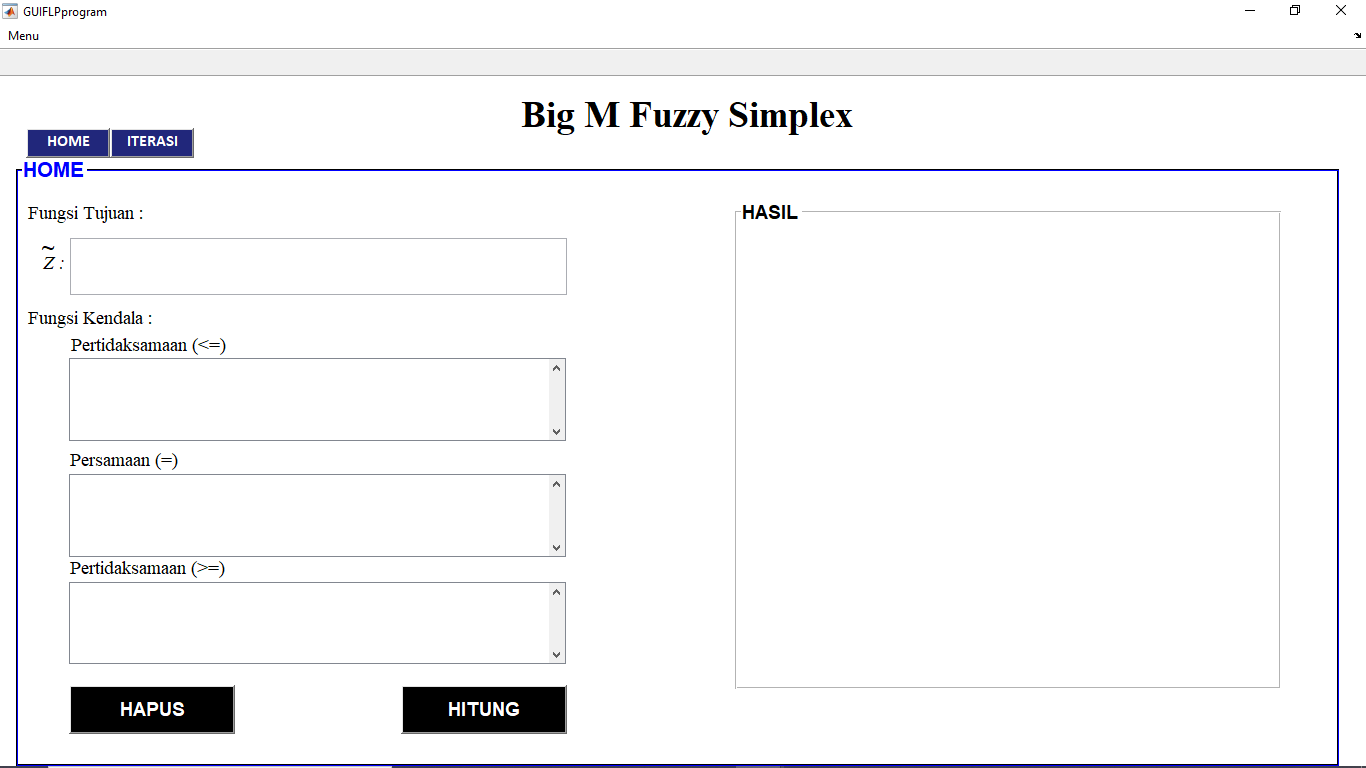 GUIFLPprogram
Menu
Big M Fuzzy Simplex
HOME ITERASI
HOME
Fungsi Tujuan :
HASIL
Z̃ :
Fungsi Kendala :
Pertidaksamaan (<=)
Persamaan (=)
Pertidaksamaan (>=)
HAPUS HITUNG